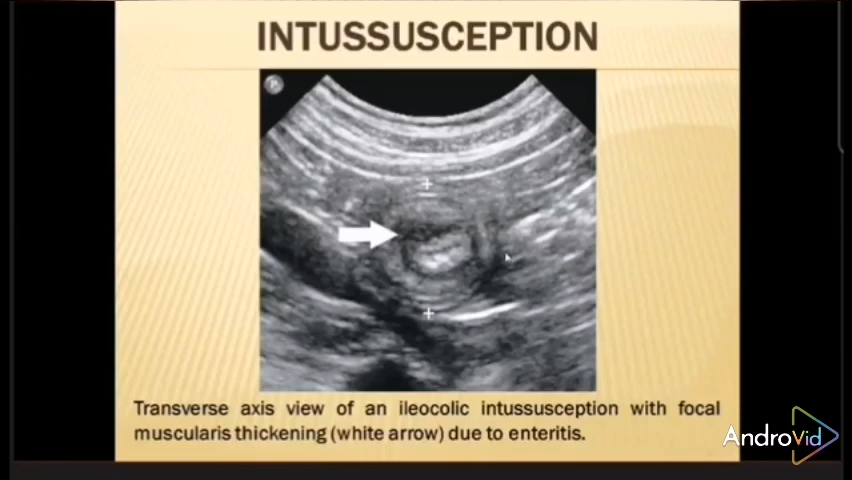 INTUSSUSCEPTION
Transverse axis view of an ileocolic intussusception with focal
muscularis thickening (white arrow) due to enteritis.
AndroVid